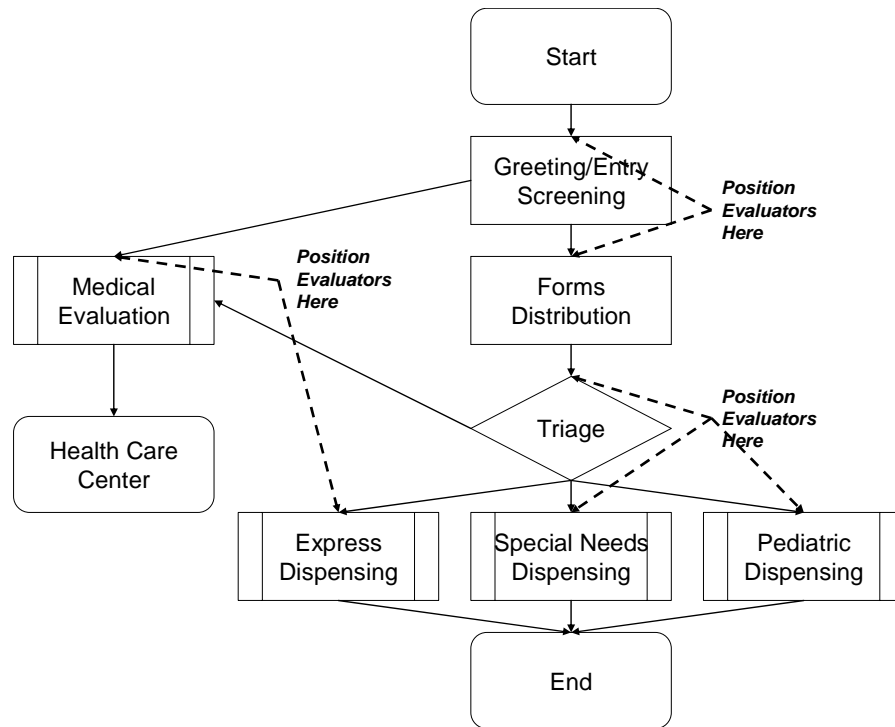 Start
Greeting/Entry
Screening
Position
Evaluators
Here
Position
Evaluators
Here
Medical
Evaluation
Forms
Distribution
Triage
Position
Evaluators
Here
Health Care
Center
Express
Dispensing
Special Needs
Dispensing
Pediatric
Dispensing
End